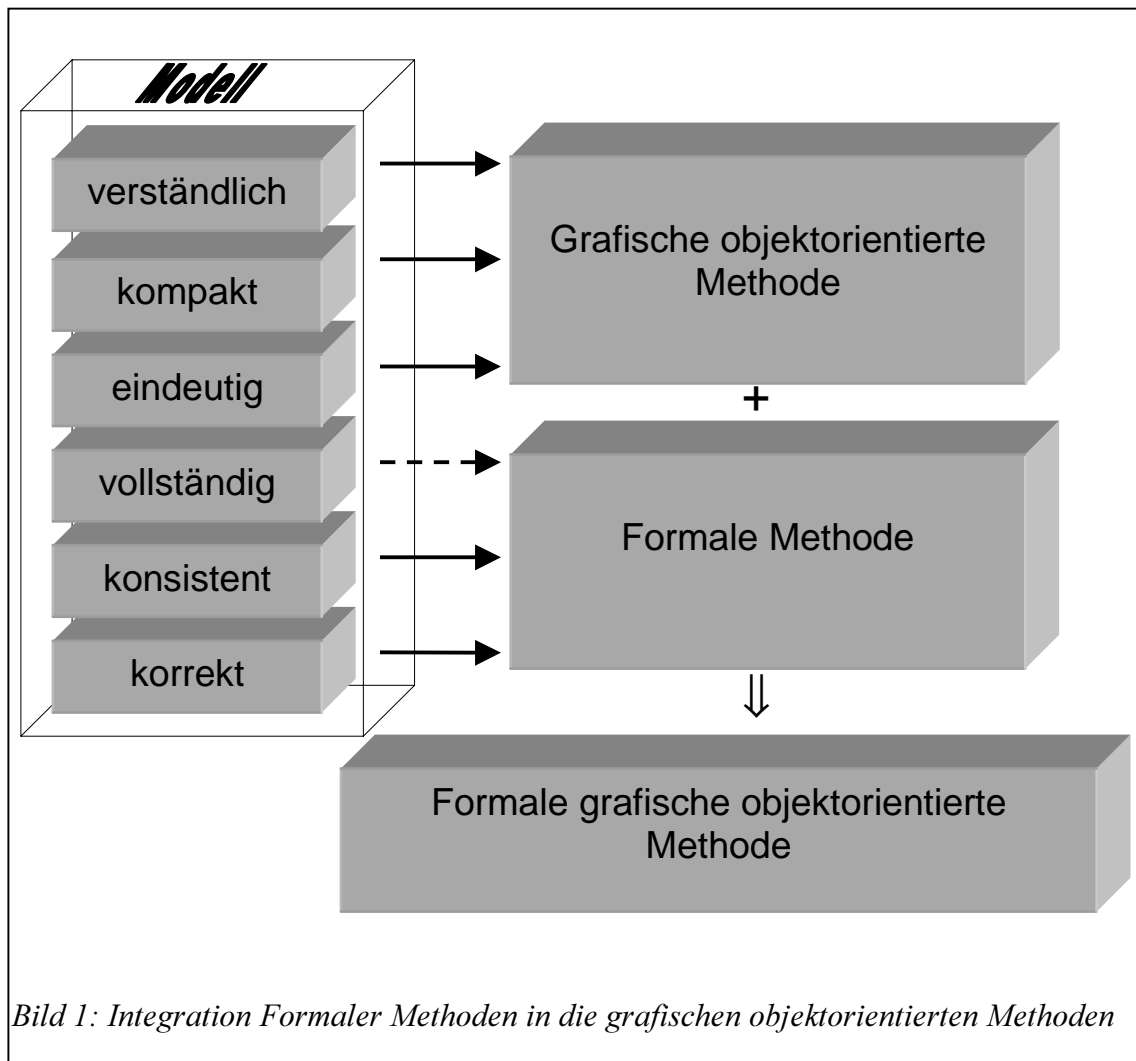 Modell
verständlich
kompakt
eindeutig
vollständig
konsistent
korrekt
Grafische objektorientierte
Methode
+
Formale Methode
⇓
Formale grafische objektorientierte
Methode
Bild 1: Integration Formaler Methoden in die grafischen objektorientierten Methoden